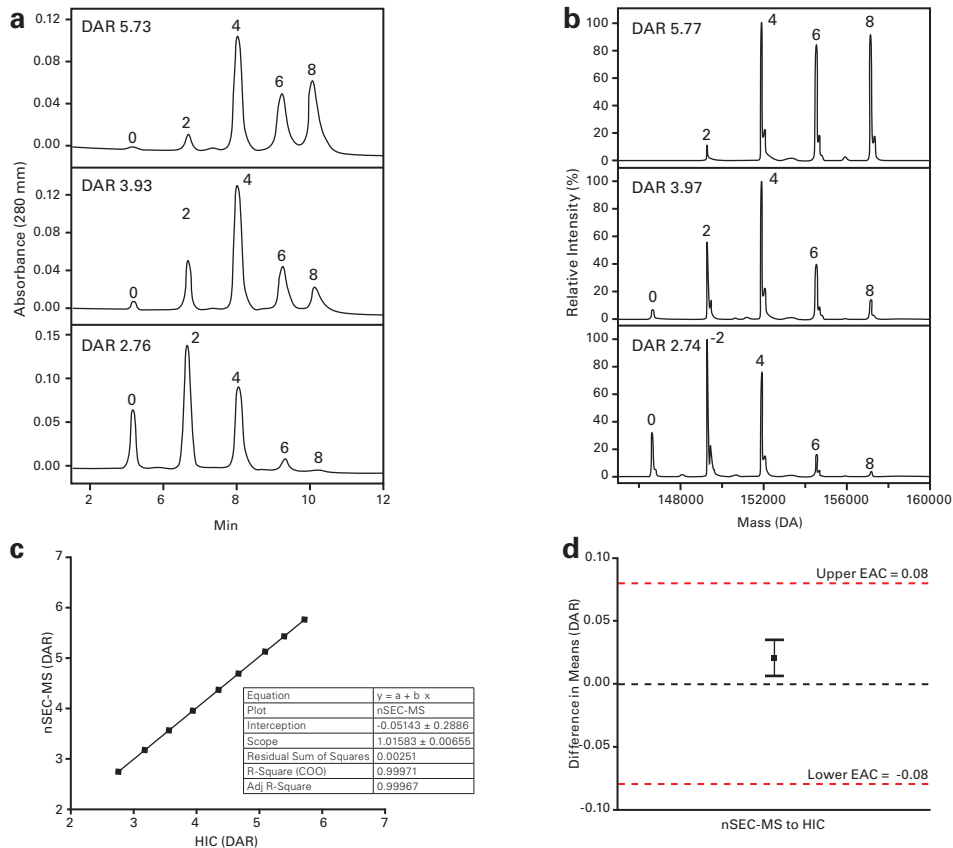 a
DAR 5.73
0.12
0.08
0.04
0.00
0
2
4
6
8
DAR 3.93
0.12
0.08
0.04
0.00
0
2
4
6
8
DAR 2.76
0.15
0.10
0.05
0.00
0
2
4
6
8
Absorbance (280 mm)
2 4 6 8 10 12
Min
b
DAR 5.77
100
80
60
40
20
0
2
4
6
8
DAR 3.97
100
80
60
40
20
0
0
2
4
6
8
DAR 2.74
100
80
60
40
20
0
0
-2
4
6
8
Relative Intensity (%)
148000 152000 156000 160000
Mass (DA)
c
7
6
5
4
3
2
nSEC-MS (DAR)
Equation y = a + b x
Plot nSEC-MS
Interception -0.05143 ± 0.2886
Scope 1.01583 ± 0.00655
Residual Sum of Squares 0.00251
R-Square (COO) 0.99971
Adj R-Square 0.99967
2 3 4 5 6 7
HIC (DAR)
d
0.10
0.05
0.00
-0.05
-0.10
Difference in Means (DAR)
Upper EAC = 0.08
Lower EAC = -0.08
nSEC-MS to HIC